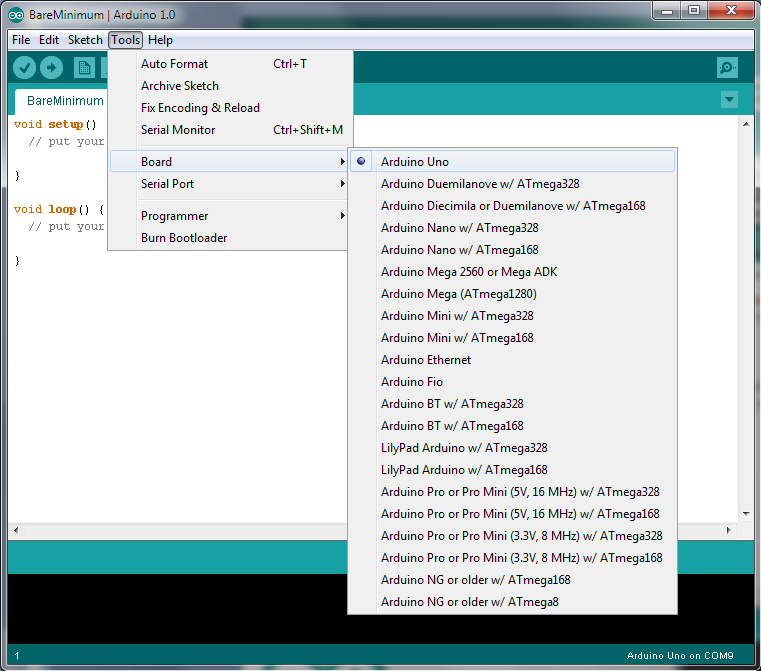 BareMinimum | Arduino 1.0
File Edit Sketch Tools Help
BareMinimum
void setup()
// put your
}
void loop() {
// put your
}
Auto Format Ctrl+T
Archive Sketch
Fix Encoding & Reload
Serial Monitor Ctrl+Shift+M
Board
Serial Port
Programmer
Burn Bootloader
Arduino Uno
Arduino Duemilanove w/ ATmega328
Arduino Diecimila or Duemilanove w/ ATmega168
Arduino Nano w/ ATmega328
Arduino Nano w/ ATmega168
Arduino Mega 2560 or Mega ADK
Arduino Mega (ATmega1280)
Arduino Mini w/ ATmega328
Arduino Mini w/ ATmega168
Arduino Ethernet
Arduino Fio
Arduino BT w/ ATmega328
Arduino BT w/ ATmega168
LilyPad Arduino w/ ATmega328
LilyPad Arduino w/ ATmega168
Arduino Pro or Pro Mini (5V, 16 MHz) w/ ATmega328
Arduino Pro or Pro Mini (5V, 16 MHz) w/ ATmega168
Arduino Pro or Pro Mini (3.3V, 8 MHz) w/ ATmega328
Arduino Pro or Pro Mini (3.3V, 8 MHz) w/ ATmega168
Arduino NG or older w/ ATmega168
Arduino NG or older w/ ATmega8
1 Arduino Uno on COM9